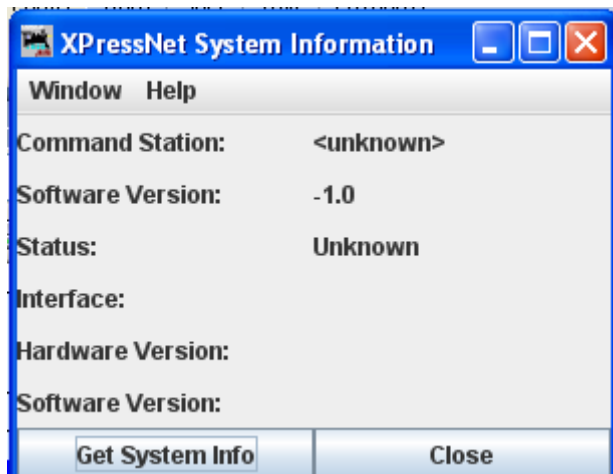 XPressNet System Information
Window Help
Command Station: <unknown>
Software Version: -1.0
Status: Unknown
Interface:
Hardware Version:
Software Version:
Get System Info Close